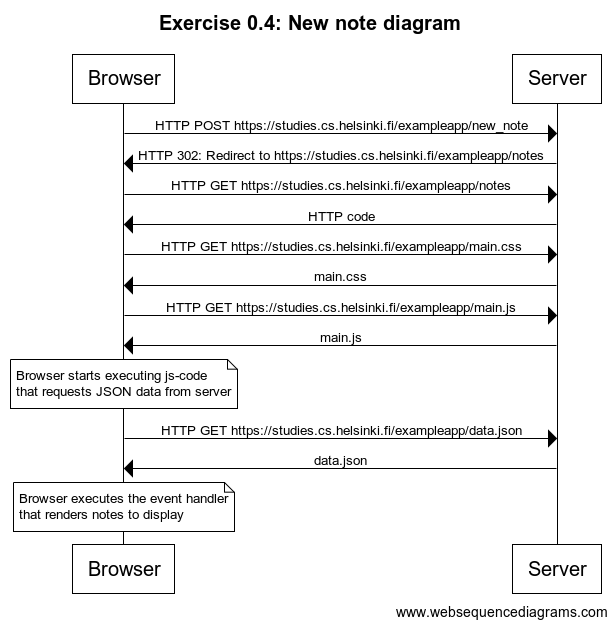 Exercise 0.4: New note diagram
Browser
Server
HTTP POST https://studies.cs.helsinki.fi/exampleapp/new_note
HTTP 302: Redirect to https://studies.cs.helsinki.fi/exampleapp/notes
HTTP GET https://studies.cs.helsinki.fi/exampleapp/notes
HTTP code
HTTP GET https://studies.cs.helsinki.fi/exampleapp/main.css
main.css
HTTP GET https://studies.cs.helsinki.fi/exampleapp/main.js
main.js
Browser starts executing js-code
that requests JSON data from server
HTTP GET https://studies.cs.helsinki.fi/exampleapp/data.json
data.json
Browser executes the event handler
that renders notes to display
Browser
Server
www.websequencediagrams.com